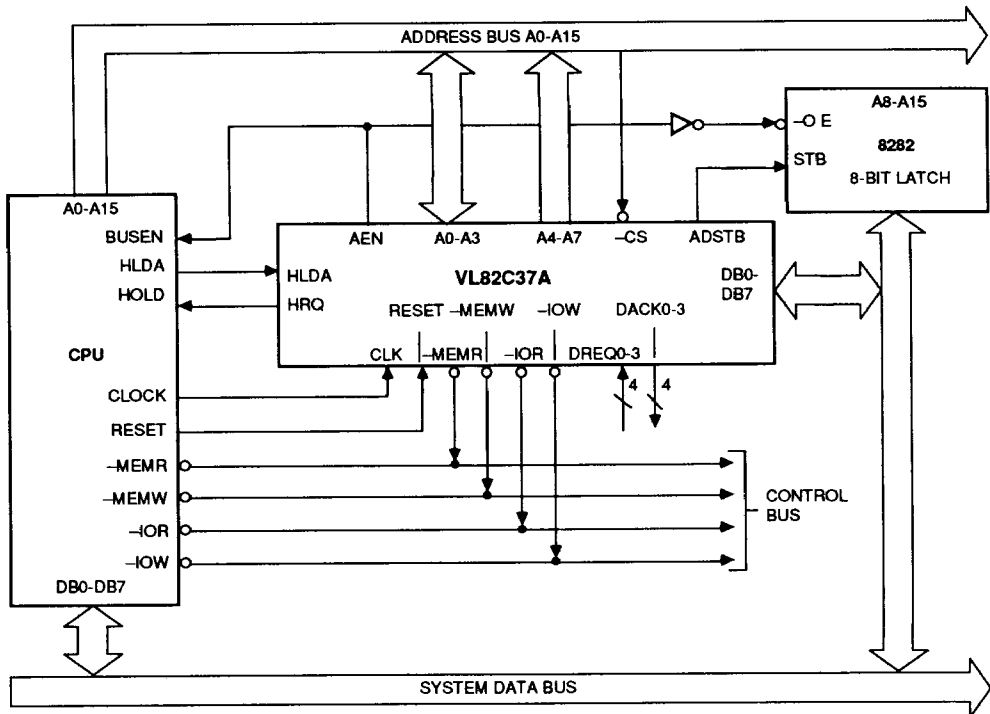 ADDRESS BUS A0-A15
A8-A15
–O E
8282
STB
8-BIT LATCH
A0-A15
BUSEN
HLDA
HOLD
CPU
CLOCK
RESET
–MEMR
–MEMW
–IOR
–IOW
DB0-DB7
AEN
A0-A3
A4-A7
–CS
ADSTB
HLDA
VL82C37A
DB0-
DB7
HRQ
RESET –MEMW –IOW DACK0-3
CLK –MEMR –IOR DREQ0-3
4 4
CONTROL
BUS
SYSTEM DATA BUS